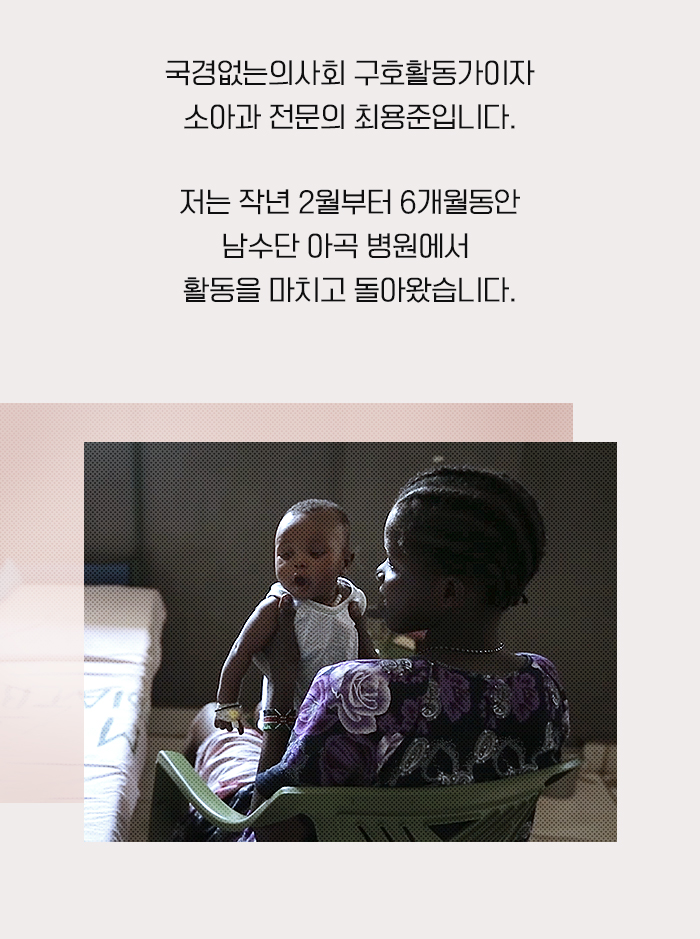 국경없는의사회 구호활동가이자
소아과 전문의 최용준입니다.
저는 작년 2월부터 6개월동안
남수단 아곡 병원에서
활동을 마치고 돌아왔습니다.